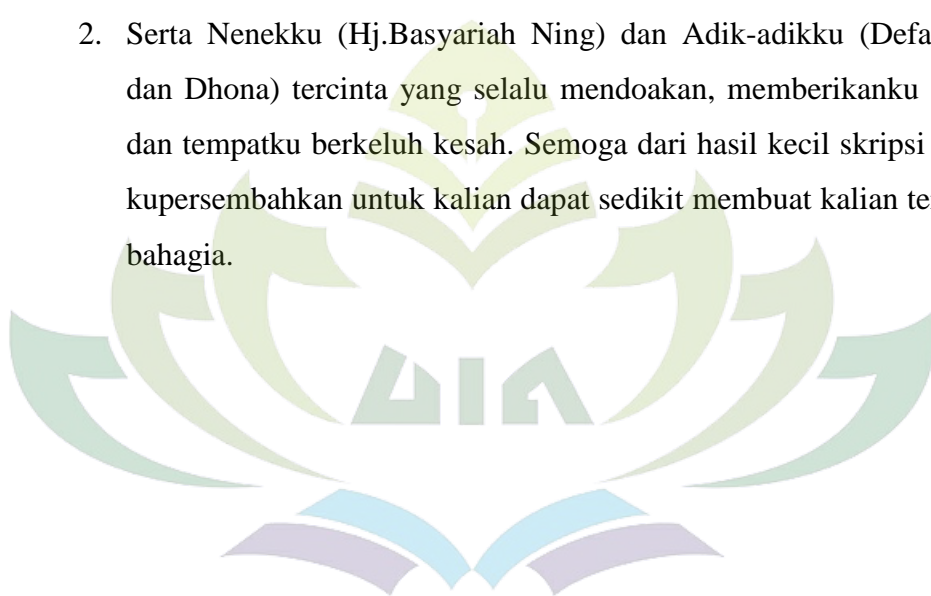 2. Serta Nenekku (Hj.Basyariah Ning) dan Adik-adikku (Defa
dan Dhona) tercinta yang selalu mendoakan, memberikanku
dan tempatku berkeluh kesah. Semoga dari hasil kecil skripsi
kupersembahkan untuk kalian dapat sedikit membuat kalian
bahagia.
UIN